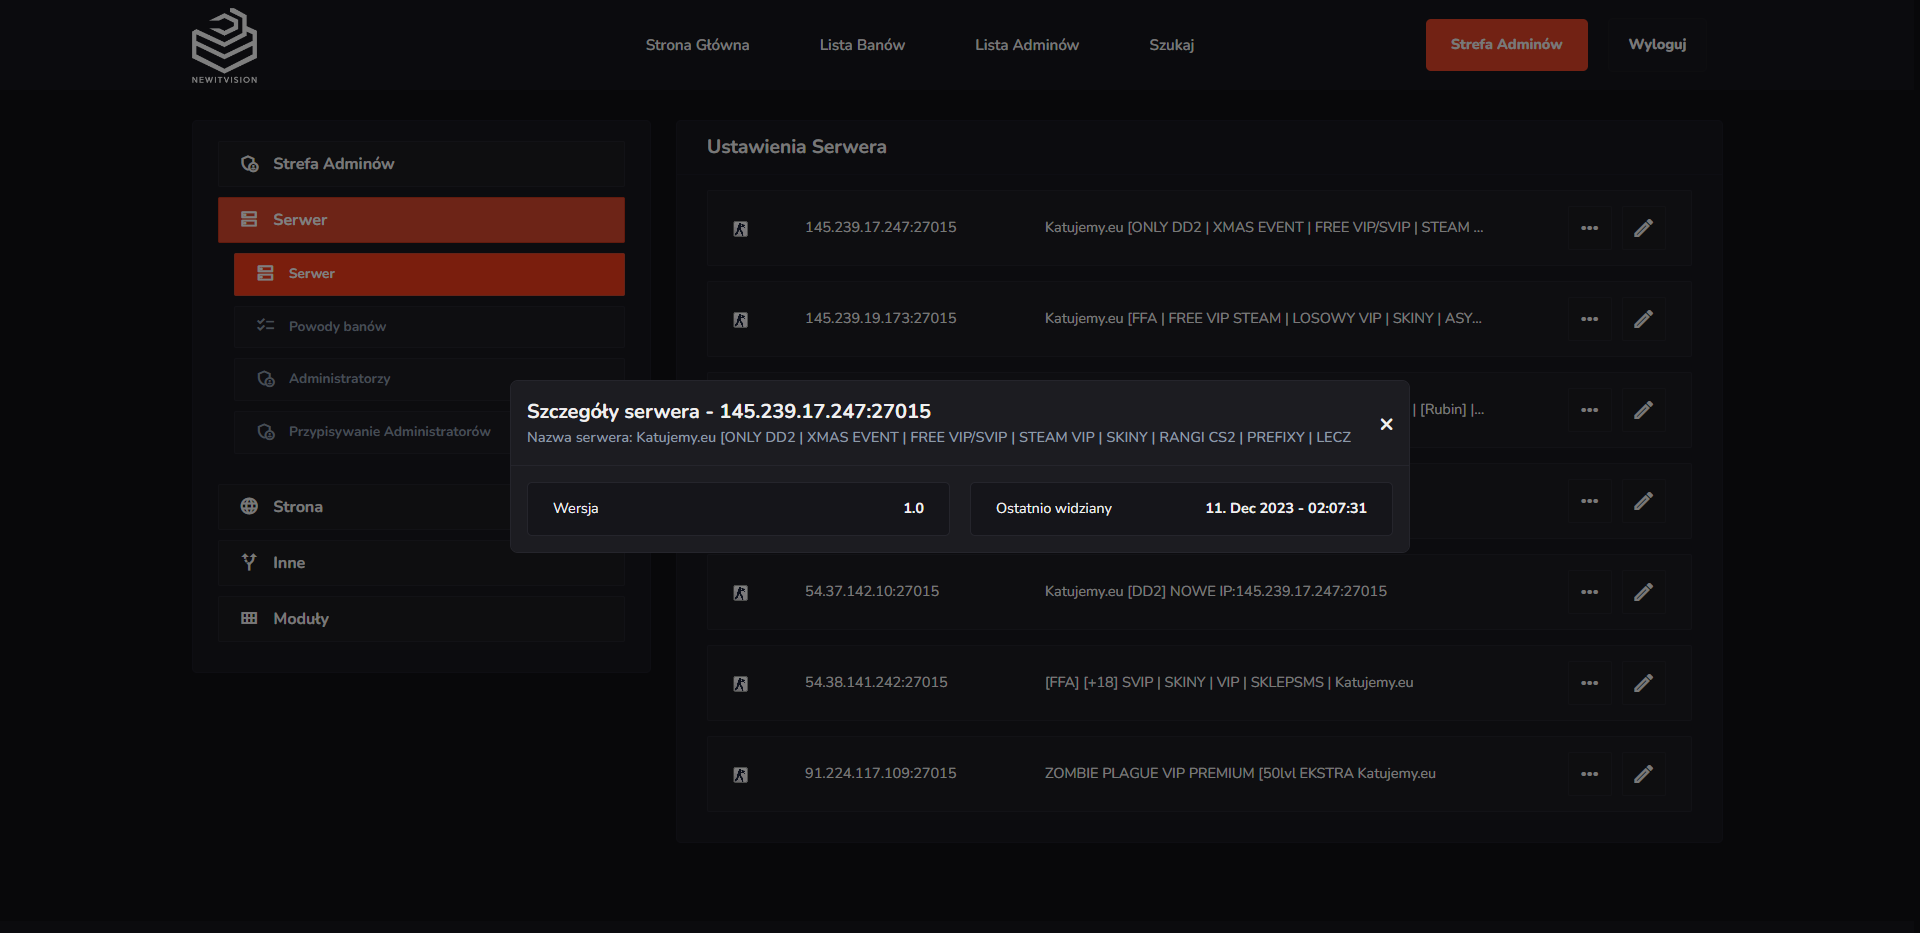 NEWITVISION
Strona Główna
Lista Banów
Lista Adminów
Szukaj
Strefa Adminów
Wyloguj
Strefa Adminów
Serwer
Serwer
Powody banów
Administratorzy
Przypisywanie Administratorów
Strona
Inne
Moduły
Ustawienia Serwera
145.239.17.247:27015 Katujemy.eu [ONLY DD2 | XMAS EVENT | FREE VIP/SVIP | STEAM ...
145.239.19.173:27015 Katujemy.eu [FFA | FREE VIP STEAM | LOSOWY VIP | SKINY | ASY...
| [Rubin] |...
Szczegóły serwera - 145.239.17.247:27015
Nazwa serwera: Katujemy.eu [ONLY DD2 | XMAS EVENT | FREE VIP/SVIP | STEAM VIP | SKINY | RANGI CS2 | PREFIXY | LECZ
Wersja 1.0
Ostatnio widziany 11. Dec 2023 - 02:07:31
54.37.142.10:27015 Katujemy.eu [DD2] NOWE IP:145.239.17.247:27015
54.38.141.242:27015 [FFA] [+18] SVIP | SKINY | VIP | SKLEPSMS | Katujemy.eu
91.224.117.109:27015 ZOMBIE PLAGUE VIP PREMIUM [50lvl EKSTRA Katujemy.eu